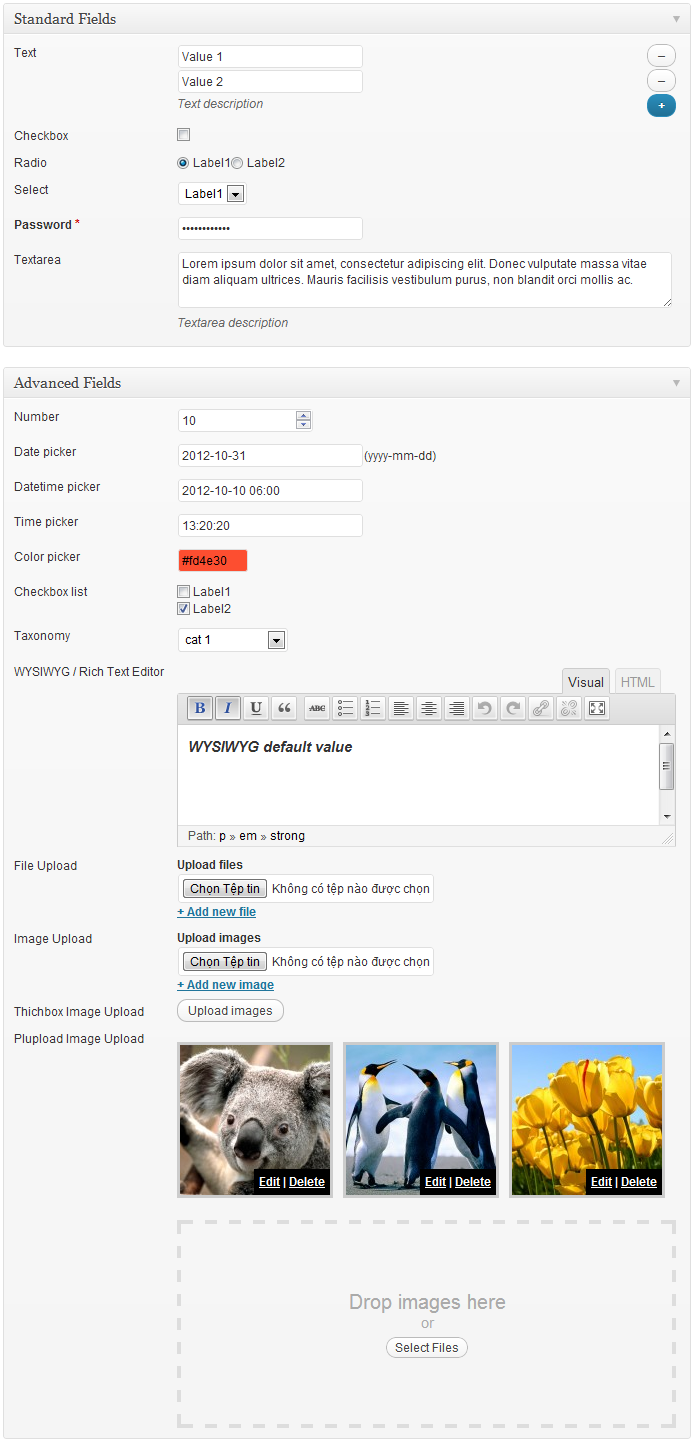 Standard Fields
Text
Value 1
Value 2
Text description
Checkbox
Radio Label1 Label2
Select Label1
Password * ••••••••••••
Textarea
Lorem ipsum dolor sit amet, consectetur adipiscing elit. Donec vulputate massa vitae
diam aliquam ultrices. Mauris facilisis vestibulum purus, non blandit orci mollis ac.
Textarea description
Advanced Fields
Number 10
Date picker 2012-10-31 (yyyy-mm-dd)
Datetime picker 2012-10-10 06:00
Time picker 13:20:20
Color picker #fd4e30
Checkbox list Label1
Label2
Taxonomy cat 1
WYSIWYG / Rich Text Editor Visual HTML
B I U “ ABC
WYSIWYG default value
Path: p » em » strong
File Upload Upload files
Chọn Tệp tin Không có tệp nào được chọn
+ Add new file
Image Upload Upload images
Chọn Tệp tin Không có tệp nào được chọn
+ Add new image
Thichbox Image Upload Upload images
Plupload Image Upload
Edit | Delete Edit | Delete Edit | Delete
Drop images here
or
Select Files